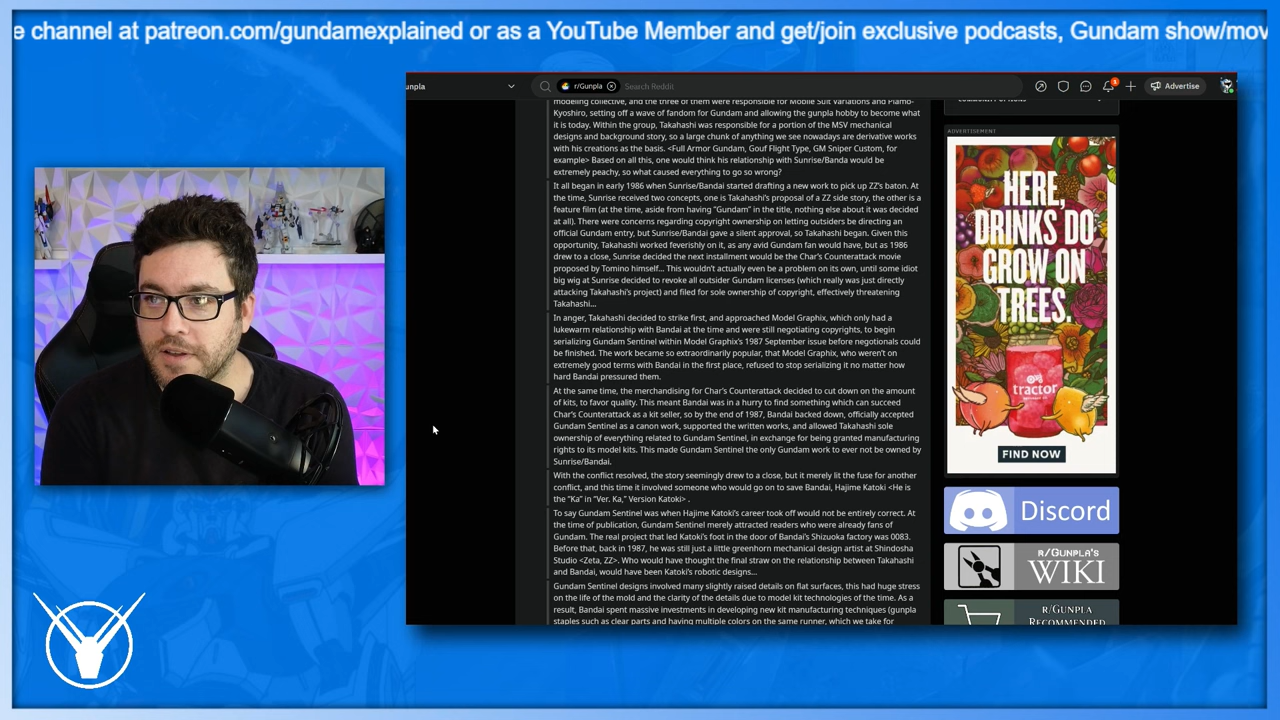 e channel at patreon.com/gundamexplained or as a YouTube Member and get/join exclusive podcasts, Gundam show/mov
unpla
r/Gunpla
Search Reddit
Advertise
modeling collective, and the three of them were responsible for Mobile Suit Variations and Plamo-
Kyoshiro, setting off a wave of fandom for Gundam and allowing the gunpla hobby to become what
it is today. Within the group, Takahashi was responsible for a portion of the MSV mechanical
designs and background story, so a large chunk of anything we see nowadays are derivative works
with his creations as the basis. <Full Armor Gundam, Gouf Flight Type, GM Sniper Custom, for
example> Based on all this, one would think his relationship with Sunrise/Banda would be
extremely peachy, so what caused everything to go so wrong?
It all began in early 1986 when Sunrise/Bandai started drafting a new work to pick up ZZ's baton. At
the time, Sunrise received two concepts, one is Takahashi's proposal of a ZZ side story, the other is a
feature film (at the time, aside from having "Gundam" in the title, nothing else about it was decided
at all). There were concerns regarding copyright ownership on letting outsiders be directing an
official Gundam entry, but Sunrise/Bandai gave a silent approval, so Takahashi began. Given this
opportunity, Takahashi worked feverishly on it, as any avid Gundam fan would have, but as 1986
drew to a close, Sunrise decided the next installment would be the Char's Counterattack movie
proposed by Tomino himself... This wouldn't actually even be a problem on its own, until some idiot
big wig at Sunrise decided to revoke all outsider Gundam licenses (which really was just directly
attacking Takahashi's project) and filed for sole ownership of copyright, effectively threatening
Takahashi...
In anger, Takahashi decided to strike first, and approached Model Graphix, which only had a
lukewarm relationship with Bandai at the time and were still negotiating copyrights, to begin
serializing Gundam Sentinel within Model Graphix's 1987 September issue before negotionals could
be finished. The work became so extraordinarily popular, that Model Graphix, who weren't on
extremely good terms with Bandai in the first place, refused to stop serializing it no matter how
hard Bandai pressured them.
At the same time, the merchandising for Char's Counterattack decided to cut down on the amount
of kits, to favor quality. This meant Bandai was in a hurry to find something which can succeed
Char's Counterattack as a kit seller, so by the end of 1987, Bandai backed down, officially accepted
Gundam Sentinel as a canon work, supported the written works, and allowed Takahashi sole
ownership of everything related to Gundam Sentinel, in exchange for being granted manufacturing
rights to its model kits. This made Gundam Sentinel the only Gundam work to ever not be owned by
Sunrise/Bandai.
With the conflict resolved, the story seemingly drew to a close, but it merely lit the fuse for another
conflict, and this time it involved someone who would go on to save Bandai, Hajime Katoki <He is
the "Ka" in "Ver. Ka," Version Katoki> .
To say Gundam Sentinel was when Hajime Katoki's career took off would not be entirely correct. At
the time of publication, Gundam Sentinel merely attracted readers who were already fans of
Gundam. The real project that led Katoki's foot in the door of Bandai's Shizuoka factory was 0083.
Before that, back in 1987, he was still just a little greenhorn mechanical design artist at Shindosha
Studio <Zeta, ZZ>. Who would have thought the final straw on the relationship between Takahashi
and Bandai, would have been Katoki's robotic designs...
Gundam Sentinel designs involved many slightly raised details on flat surfaces, this had huge stress
on the life of the mold and the clarity of the details due to model kit technologies of the time. As a
result, Bandai spent massive investments in developing new kit manufacturing techniques (gunpla
staples such as clear parts and having multiple colors on the same runner, which we take for
ADVERTISEMENT
HERE,
DRINKS DO
GROW ON
TREES.
tractor
FIND NOW
Discord
R/GUNPLA'S
WIKI
R/GUNPLA
RECOMMENDED